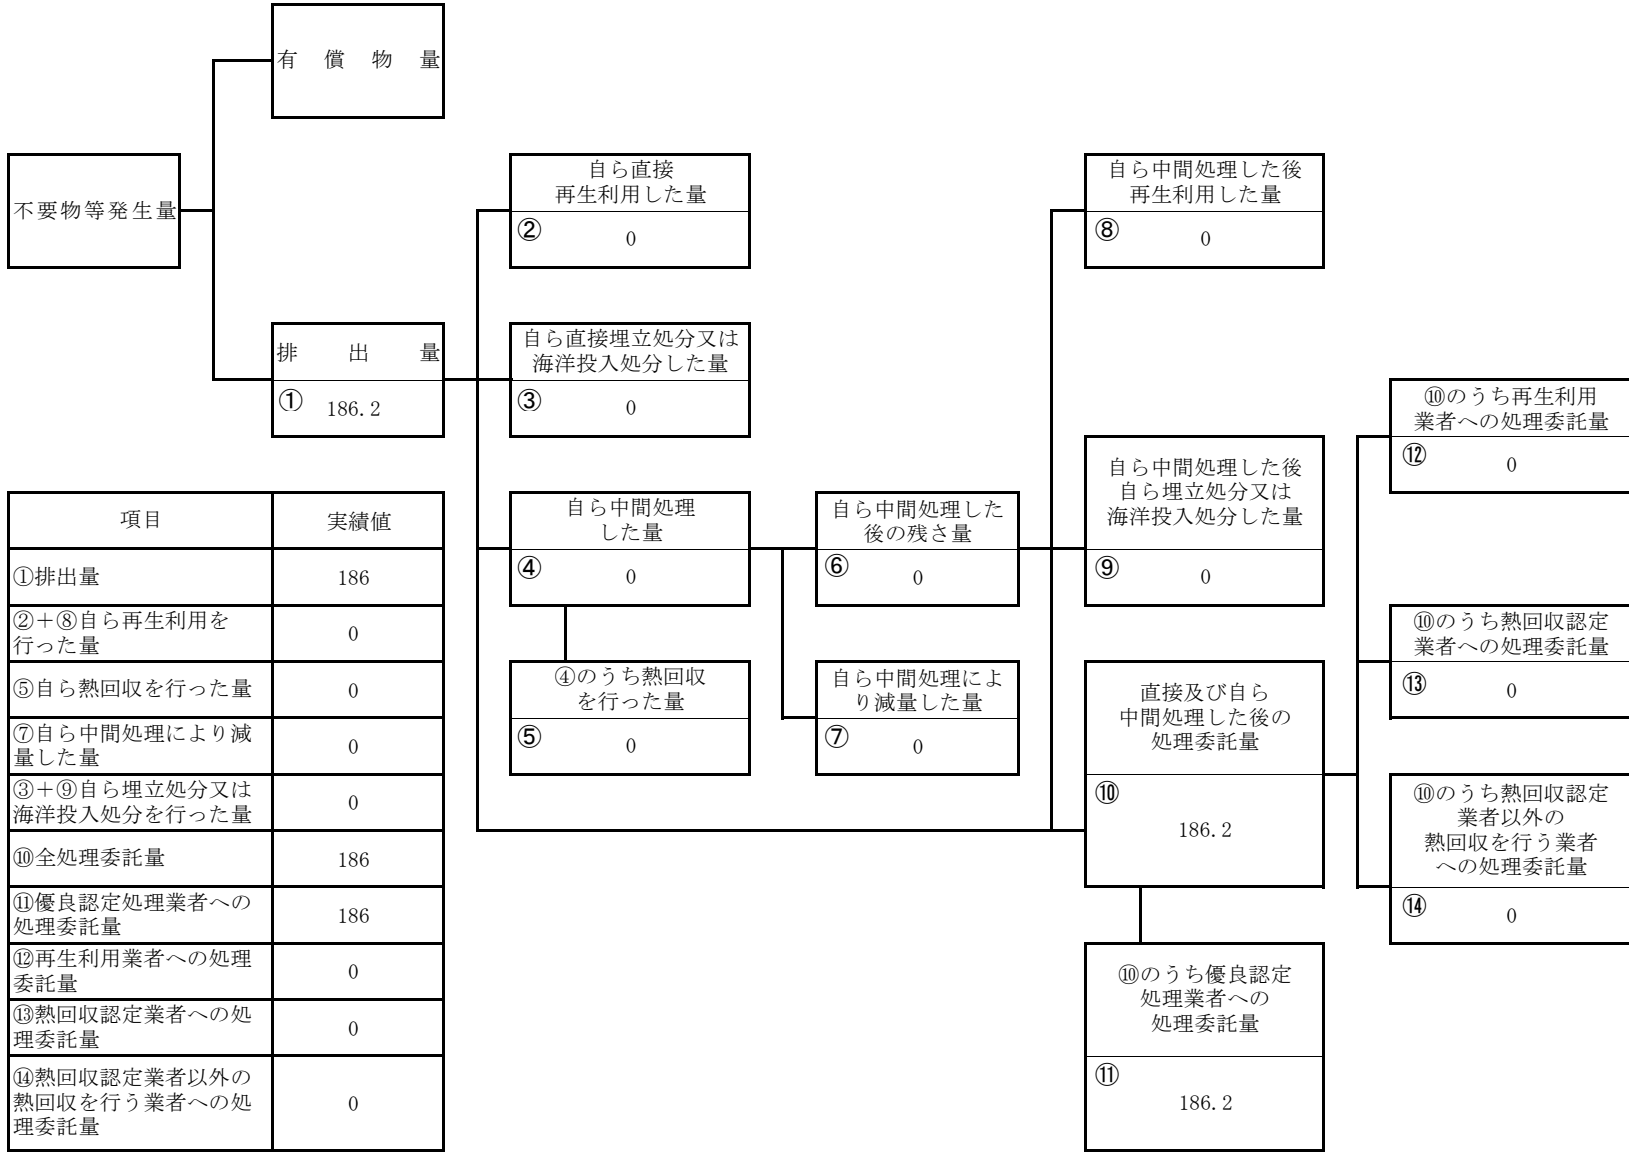 有償物量
不要物等発生量
排出量
① 186.2
自ら直接
再生利用した量
② 0
自ら直接埋立処分又は
海洋投入処分した量
③ 0
自ら中間処理
した量
④ 0
④のうち熱回収
を行った量
⑤ 0
自ら中間処理した
後の残さ量
⑥ 0
自ら中間処理によ
り減量した量
⑦ 0
自ら中間処理した後
再生利用した量
⑧ 0
自ら中間処理した後
自ら埋立処分又は
海洋投入処分した量
⑨ 0
直接及び自ら
中間処理した後の
処理委託量
⑩
186.2
⑩のうち優良認定
処理業者への
処理委託量
⑪
186.2
⑩のうち再生利用
業者への処理委託量
⑫ 0
⑩のうち熱回収認定
業者への処理委託量
⑬ 0
⑩のうち熱回収認定
業者以外の
熱回収を行う業者
への処理委託量
⑭ 0
項目 実績値
①排出量 186
②＋⑧自ら再生利用を
行った量 0
⑤自ら熱回収を行った量 0
⑦自ら中間処理により減
量した量 0
③＋⑨自ら埋立処分又は
海洋投入処分を行った量 0
⑩全処理委託量 186
⑪優良認定処理業者への
処理委託量 186
⑫再生利用業者への処理
委託量 0
⑬熱回収認定業者への処
理委託量 0
⑭熱回収認定業者以外の
熱回収を行う業者への処
理委託量 0